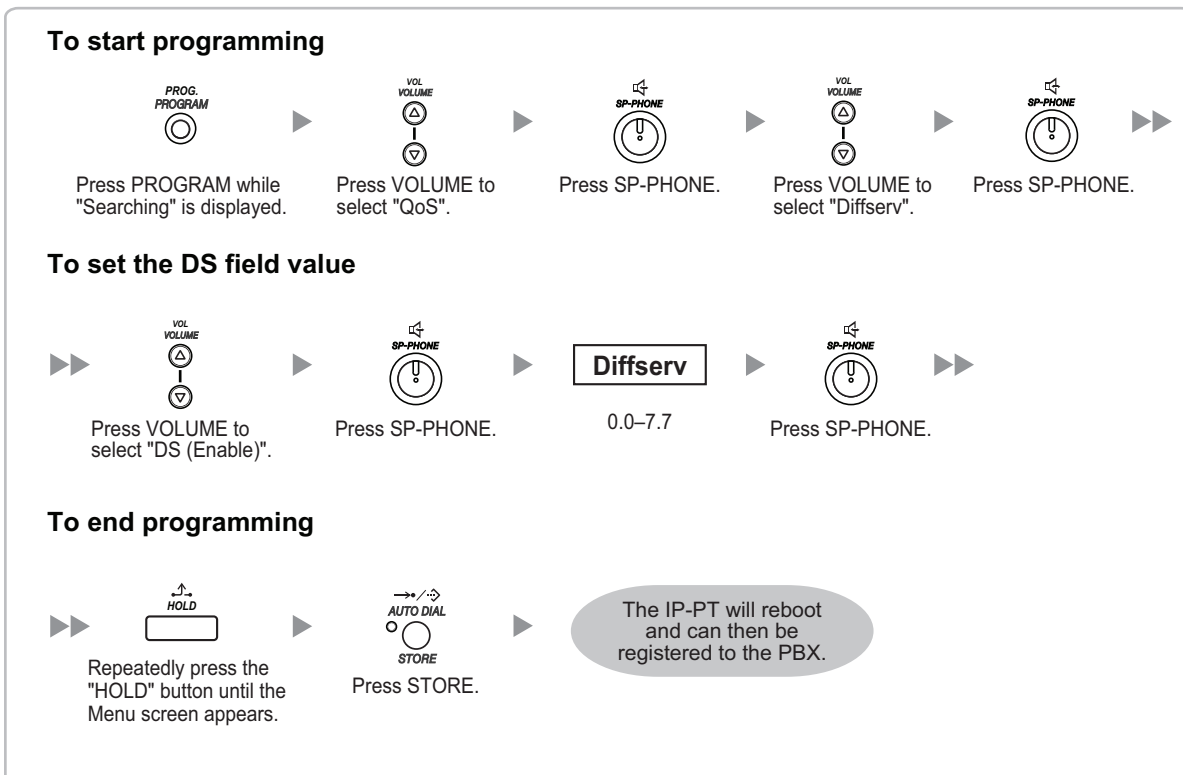 To start programming
PROG.
PROGRAM
Press PROGRAM while
"Searching" is displayed.
VOL
VOLUME
Press VOLUME to
select "QoS".
SP-PHONE
Press SP-PHONE.
VOL
VOLUME
Press VOLUME to
select "Diffserv".
SP-PHONE
Press SP-PHONE.
To set the DS field value
VOL
VOLUME
Press VOLUME to
select "DS (Enable)".
SP-PHONE
Press SP-PHONE.
Diffserv
0.0–7.7
SP-PHONE
Press SP-PHONE.
To end programming
HOLD
Repeatedly press the
"HOLD" button until the
Menu screen appears.
AUTO DIAL
STORE
Press STORE.
The IP-PT will reboot
and can then be
registered to the PBX.